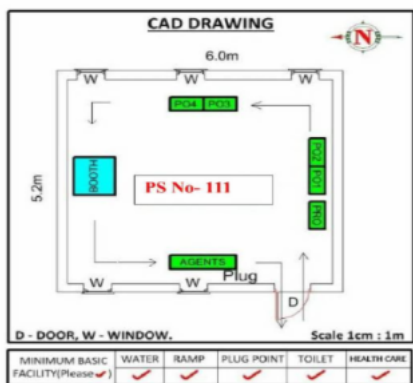 CAD DRAWING
N
6.0m
W W W
PO4 PO3
5.2m
BOOTH
PS No- 111
PO2
PO1
PRO
AGENTS
Plug
W W
D
D - DOOR, W - WINDOW. Scale 1cm : 1m
MINIMUM BASIC FACILITY(Please ✓) WATER RAMP PLUG POINT TOILET HEALTH CARE
✓ ✓ ✓ ✓ ✓